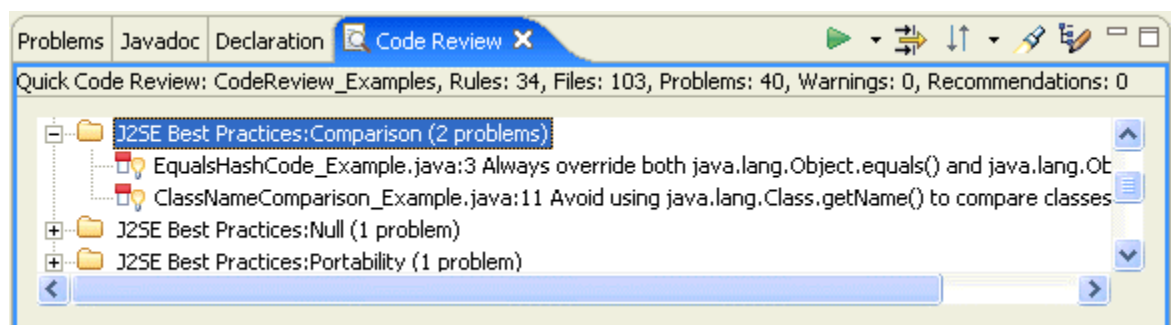 Problems Javadoc Declaration Code Review
Quick Code Review: CodeReview_Examples, Rules: 34, Files: 103, Problems: 40, Warnings: 0, Recommendations: 0
J2SE Best Practices:Comparison (2 problems)
EqualsHashCode_Example.java:3 Always override both java.lang.Object.equals() and java.lang.Ob
ClassNameComparison_Example.java:11 Avoid using java.lang.Class.getName() to compare classes
J2SE Best Practices:Null (1 problem)
J2SE Best Practices:Portability (1 problem)